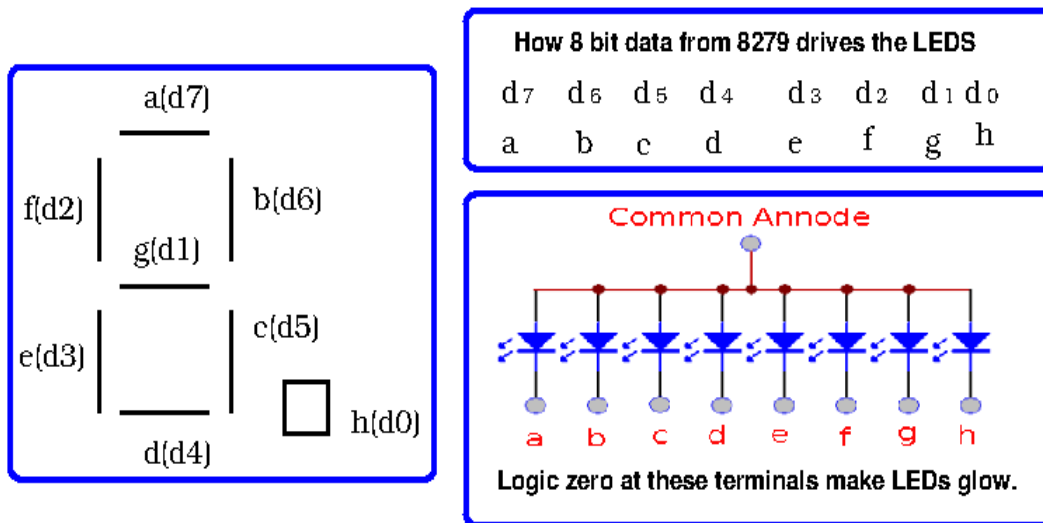 a(d7)
f(d2)
b(d6)
g(d1)
e(d3)
c(d5)
h(d0)
d(d4)
How 8 bit data from 8279 drives the LEDS
d7 d6 d5 d4 d3 d2 d1 d0
a b c d e f g h
Common Annode
a b c d e f g h
Logic zero at these terminals make LEDs glow.